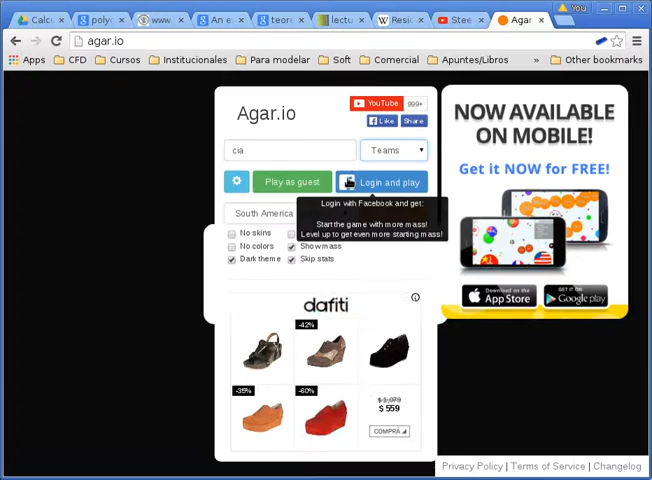 You
Calcu
poly
www.
An e
teore
lectu
Resi
Stee
Agar
agar.io
Apps CFD Cursos Institucionales Para modelar Soft Comercial Apuntes/Libros » Other bookmarks
Agar.io
YouTube 999+
Like Share
cia Teams
Play as guest Login and play
Login with Facebook and get:
Start the game with more mass!
Level up to get even more starting mass!
South America
No skins
No colors Show mass
Dark theme Skip stats
dafiti
-42%
-35% -60%
$ 1,079
$ 559
COMPRÁ
NOW AVAILABLE
ON MOBILE!
Get it NOW for FREE!
Download on the
App Store
GET IT ON
Google play
Privacy Policy | Terms of Service | Changelog